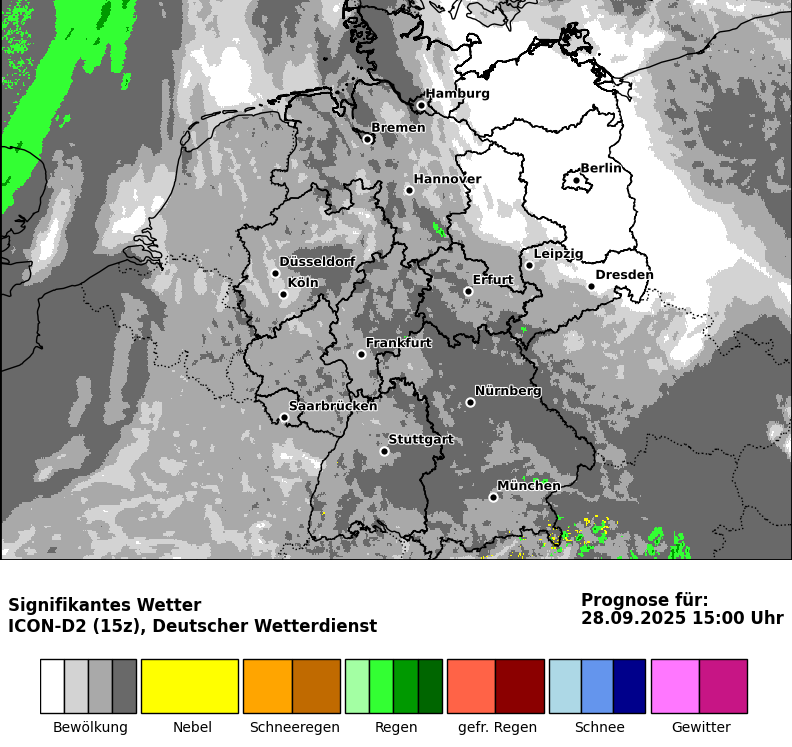 Hamburg
Bremen
Berlin
Hannover
Leipzig
Düsseldorf
Dresden
Köln
Erfurt
Frankfurt
Nürnberg
Saarbrücken
Stuttgart
München
Signifikantes Wetter
ICON-D2 (15z), Deutscher Wetterdienst
Prognose für:
28.09.2025 15:00 Uhr
Bewölkung Nebel Schneeregen Regen gefr. Regen Schnee Gewitter